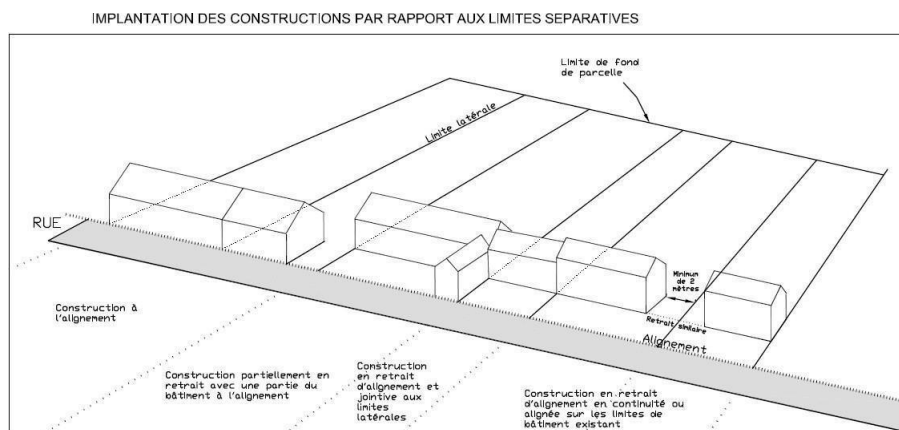 IMPLANTATION DES CONSTRUCTIONS PAR RAPPORT AUX LIMITES SEPARATIVES
Limite de fond
de parcelle
Limite latérale
RUE
Minimum
de 2
mètres
Retrait similaire
Alignement
Construction à
l'alignement
Construction partiellement en
retrait avec une partie du
bâtiment à l'alignement
Construction
en retrait
d'alignement et
jointive aux
limites
latérales
Construction en retrait
d'alignement en continuité ou
alignée sur les limites de
bâtiment existant